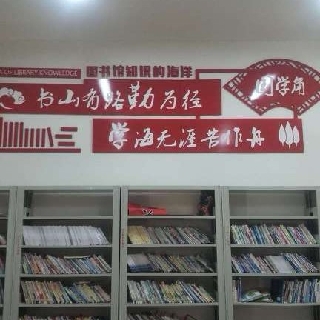 图书馆知识的海洋
书山有路勤为径
阅学角
学海无涯苦作舟